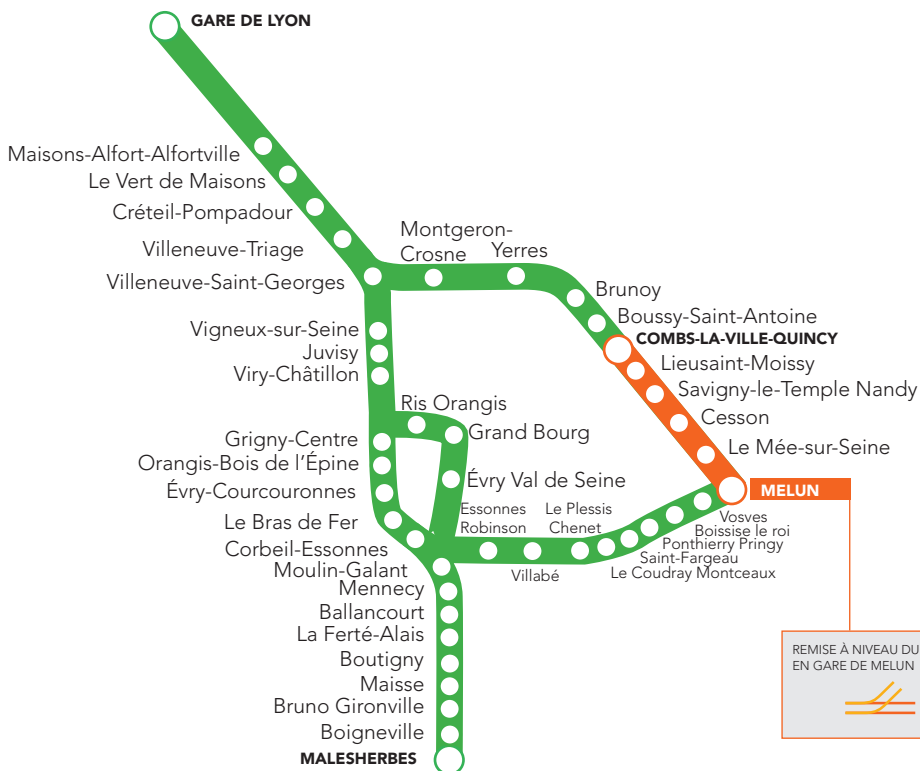 GARE DE LYON
Maisons-Alfort-Alfortville
Le Vert de Maisons
Créteil-Pompadour
Villeneuve-Triage
Villeneuve-Saint-Georges
Montgeron-
Crosne
Yerres
Brunoy
Boussy-Saint-Antoine
COMBS-LA-VILLE-QUINCY
Lieusaint-Moissy
Savigny-le-Temple Nandy
Cesson
Le Mée-sur-Seine
MELUN
Vigneux-sur-Seine
Juvisy
Viry-Châtillon
Ris Orangis
Grand Bourg
Évry Val de Seine
Grigny-Centre
Orangis-Bois de l'Épine
Évry-Courcouronnes
Le Bras de Fer
Corbeil-Essonnes
Essonnes
Robinson
Villabé
Le Plessis
Chenet
Vosves
Boissise le roi
Ponthierry Pringy
Saint-Fargeau
Le Coudray Montceaux
Moulin-Galant
Mennecy
Ballancourt
La Ferté-Alais
Boutigny
Maisse
Bruno Gironville
Boigneville
MALESHERBES
REMISE À NIVEAU DU
EN GARE DE MELUN